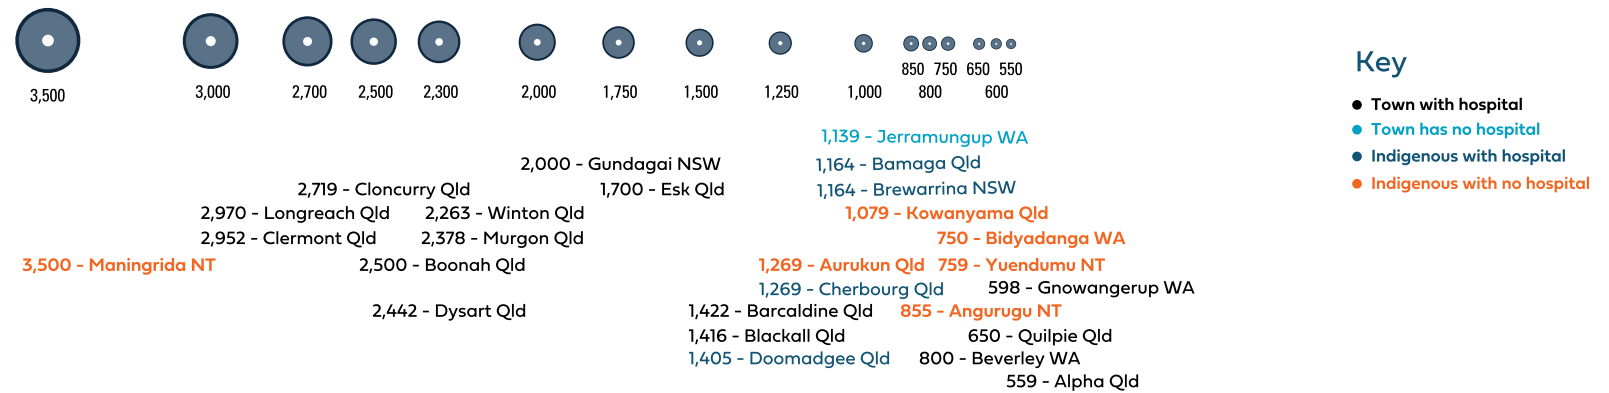 3,500
3,000
2,700
2,500
2,300
2,000
1,750
1,500
1,250
1,000
850
800
750
650
600
550
Key
Town with hospital
Town has no hospital
Indigenous with hospital
Indigenous with no hospital
1,139 - Jerramungup WA
2,000 - Gundagai NSW
1,164 - Bamaga Qld
2,719 - Cloncurry Qld
1,700 - Esk Qld
1,164 - Brewarrina NSW
2,970 - Longreach Qld
2,263 - Winton Qld
1,079 - Kowanyama Qld
2,952 - Clermont Qld
2,378 - Murgon Qld
750 - Bidyadanga WA
3,500 - Maningrida NT
2,500 - Boonah Qld
1,269 - Aurukun Qld
759 - Yuendumu NT
1,269 - Cherbourg Qld
598 - Gnowangerup WA
2,442 - Dysart Qld
1,422 - Barcaldine Qld
855 - Angurugu NT
1,416 - Blackall Qld
650 - Quilpie Qld
1,405 - Doomadgee Qld
800 - Beverley WA
559 - Alpha Qld